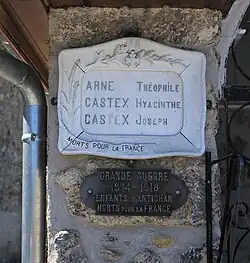 ARNE THÉOPHILE
CASTEX HYACINTHE
CASTEX JOSEPH
MORTS POUR LA FRANCE
GRANDE GUERRE
1914-1918
ENFANTS D'ANTICHAN
MORTS POUR LA FRANCE